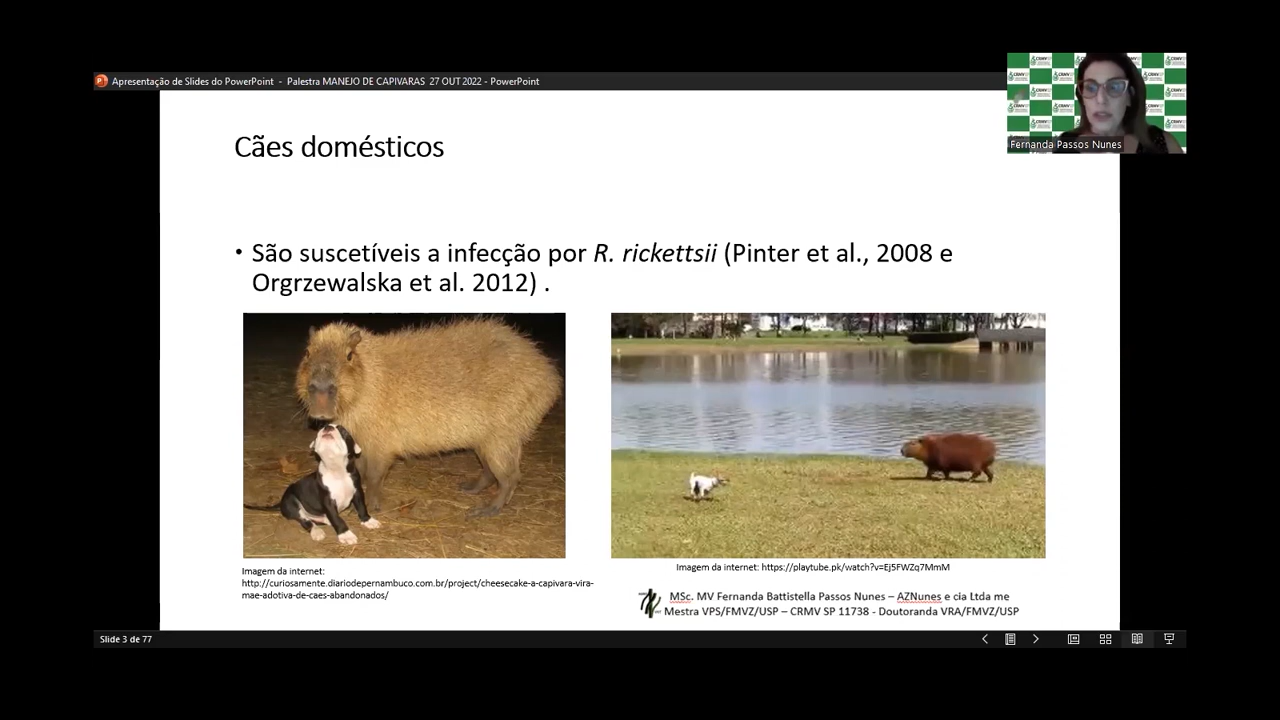 Apresentação de Slides do PowerPoint - Palestra MANEJO DE CAPIVARAS 27 OUT 2022 - PowerPoint
Fernanda Passos Nunes
Cães domésticos
• São suscetíveis a infecção por R. rickettsii (Pinter et al., 2008 e
Orgrzewalska et al. 2012) .
Imagem da internet:
http://curiosamente.diariodepernambuco.com.br/project/cheesecake-a-capivara-vira-
mae-adotiva-de-caes-abandonados/
Imagem da internet: https://playtube.pk/watch?v=Ej5FWZq7MmM
MSc. MV Fernanda Battistella Passos Nunes – AZNunes e cia Ltda me
Mestra VPS/FMVZ/USP – CRMV SP 11738 - Doutoranda VRA/FMVZ/USP
Slide 3 de 77